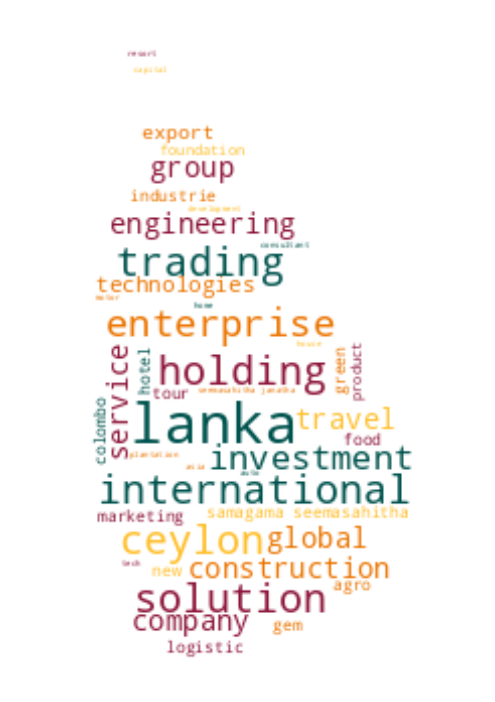 resort
capital
export
foundation
group
industrie
development
engineering
consultant
trading
technologies
motor
home
enterprise
house
service
hotel
holding
green
product
tour
seemasahitha janatha
colombo
lanka
travel
food
plantation
investment
asia
auto
international
marketing
samagama seemasahitha
ceylon
global
tech
new
construction
agro
solution
company
gem
logistic